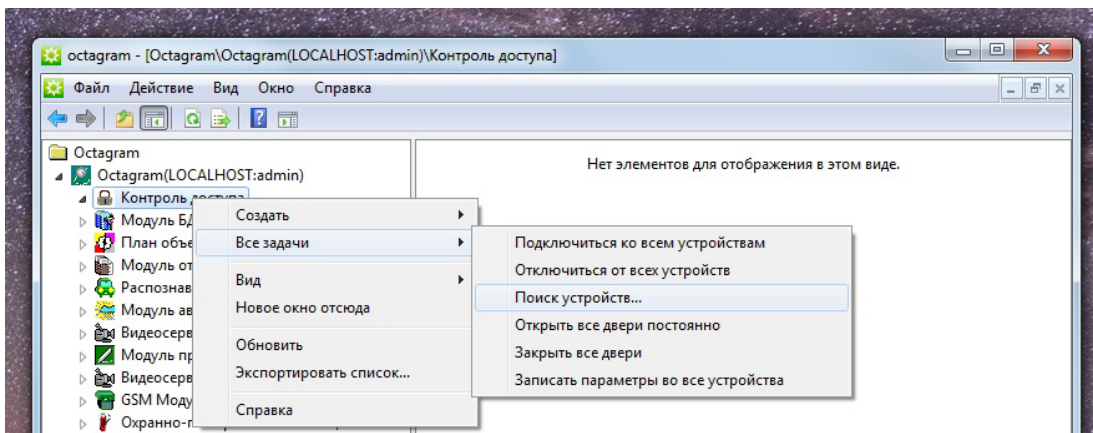 octagram - [Octagram\Octagram(LOCALHOST:admin)\Контроль доступа]
Файл Действие Вид Окно Справка
Octagram
Octagram(LOCALHOST:admin)
Контроль доступа
Модуль БД
План объе
Модуль от
Распознав
Модуль ав
Видеосерв
Модуль пр
Видеосерв
GSM Моду
Охранно-п
Нет элементов для отображения в этом виде.
Создать
Все задачи
Вид
Новое окно отсюда
Обновить
Экспортировать список...
Справка
Подключиться ко всем устройствам
Отключиться от всех устройств
Поиск устройств...
Открыть все двери постоянно
Закрыть все двери
Записать параметры во все устройства